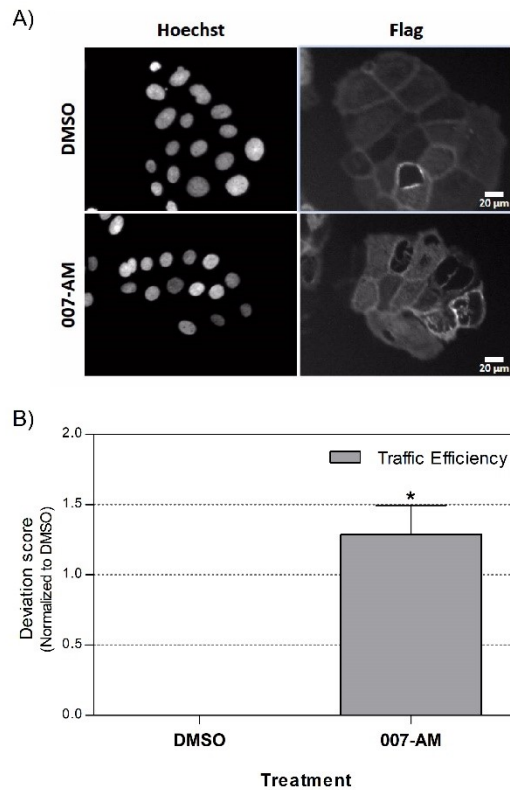 A)
Hoechst
Flag
DMSO
20 µm
007-AM
20 µm
B)
2.0
Traffic Efficiency
1.5
*
1.0
0.5
0.0
Deviation score
(Normalized to DMSO)
DMSO
007-AM
Treatment